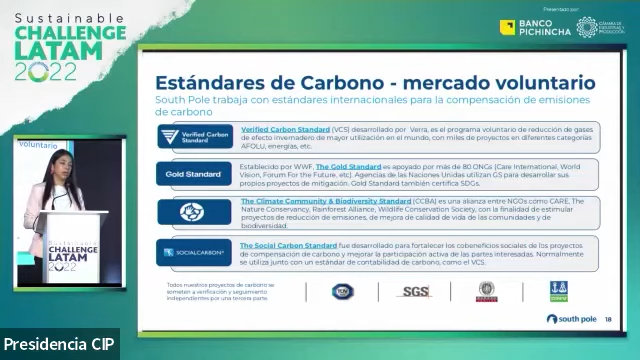 Sustainable
CHALLENGE
LATAM
2022
Presentado por:
BANCO
PICHINCHA
CÁMARA DE
INDUSTRIAS Y
PRODUCCIÓN
Estándares de Carbono - mercado voluntario
South Pole trabaja con estándares internacionales para la compensación de emisiones
de carbono
Verified Carbon
Standard
Verified Carbon Standard (VCS) desarrollado por Verra, es el programa voluntario de reducción de gases
de efecto invernadero de mayor utilización en el mundo, con miles de proyectos en diferentes categorías
AFOLU, energías, etc.
Gold Standard
Establecido por WWF, The Gold Standard es apoyado por más de 80 ONGs (Care International, World
Vision, Forum For the Future, etc). Agencias de las Naciones Unidas utilizan GS para desarrollar sus
propios proyectos de mitigación. Gold Standard también certifica SDGs.
The Climate Community & Biodiversity Standard (CCBA) es una alianza entre NGOs como CARE, The
Nature Conservancy, Rainforest Alliance, Wildlife Conservation Society, con la finalidad de estimular
proyectos de reducción de emisiones, de mejora de calidad de vida de las comunidades y de
biodiversidad.
SOCIALCARBON®
The Social Carbon Standard fue desarrollado para fortalecer los cobeneficios sociales de los proyectos
de compensación de carbono y mejorar la participación activa de las partes interesadas. Normalmente
se utiliza junto con un estándar de contabilidad de carbono, como el VCS.
Todos nuestros proyectos de carbono se
someten a verificación y seguimiento
independientes por una tercera parte.
TÜV
SGS
south pole
18
voluntario
Sustainable
CHALLENGE
LATAM
2022
Presidencia CIP